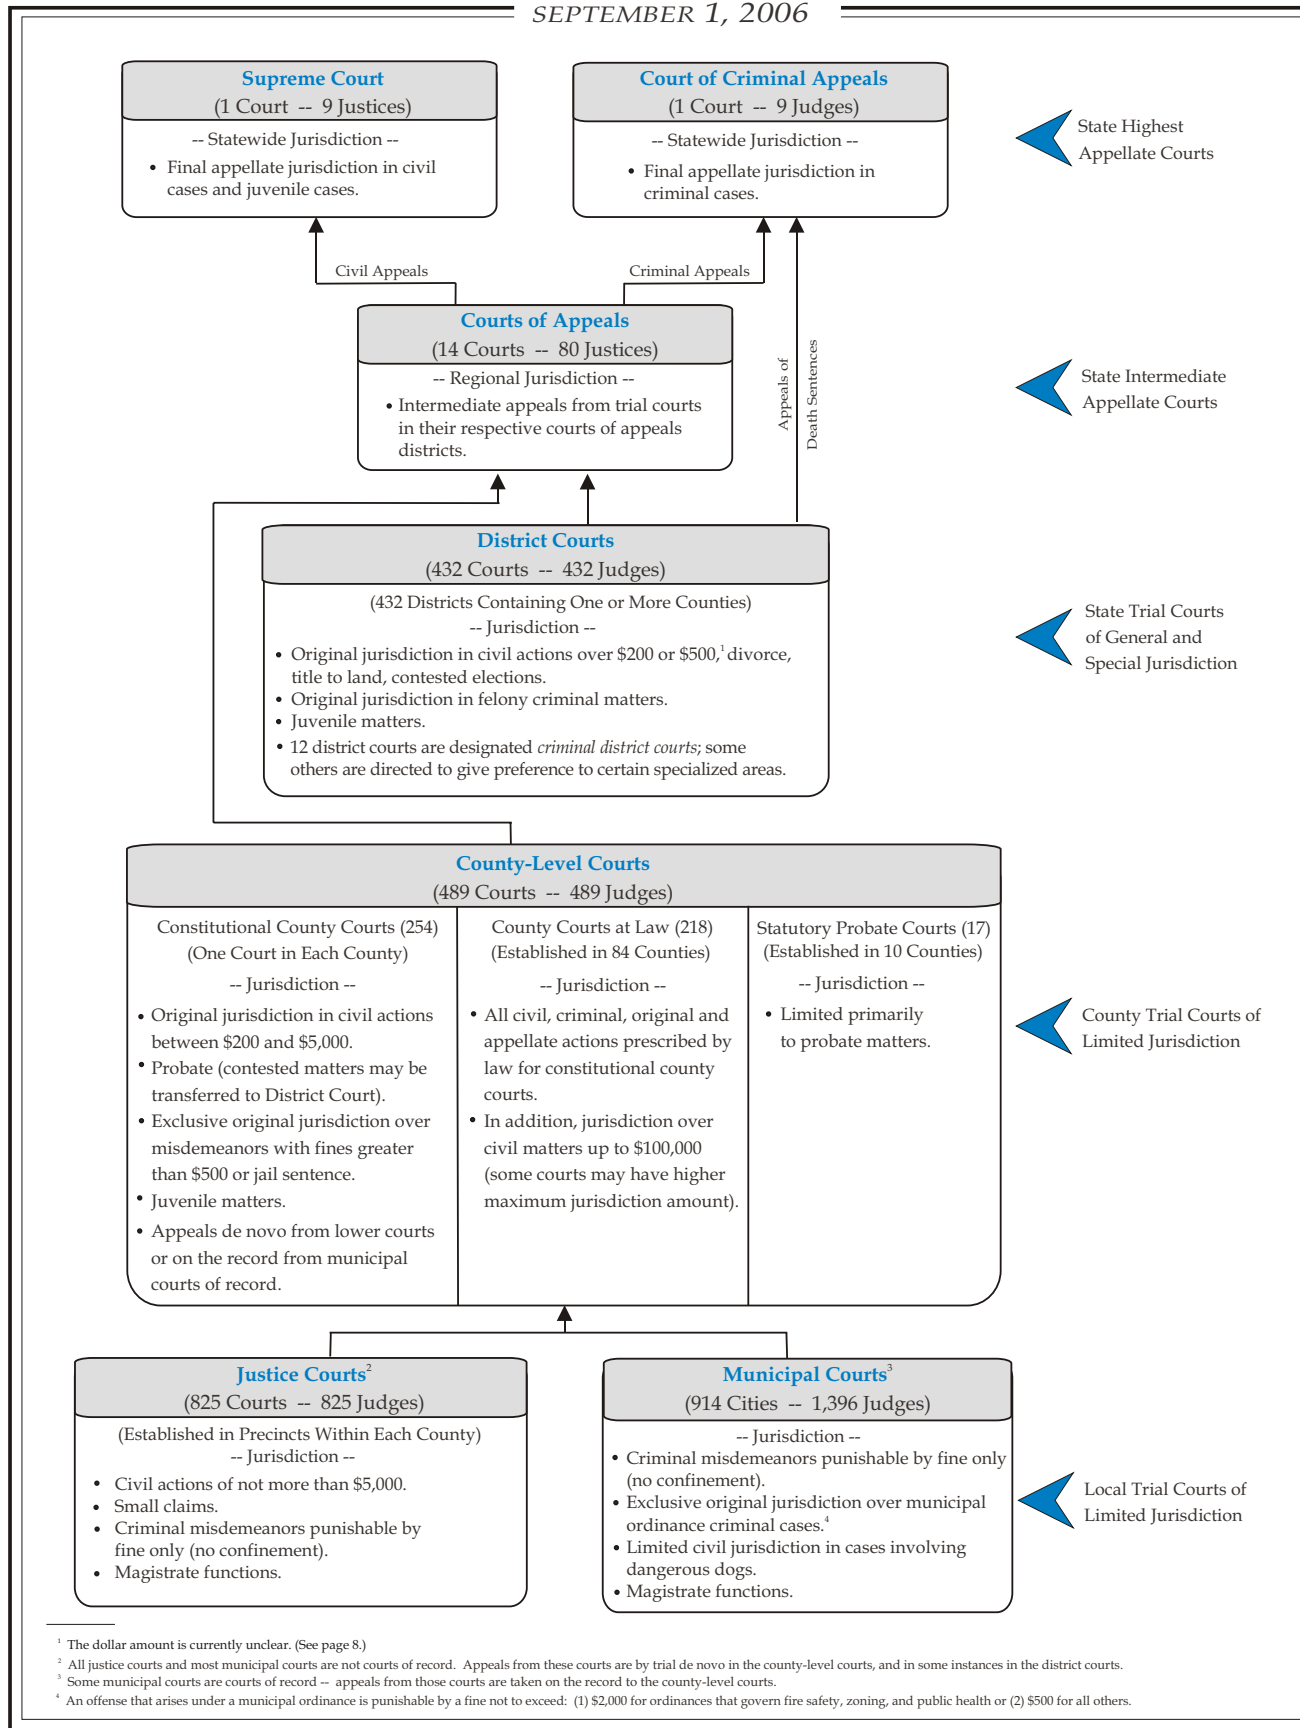 SEPTEMBER 1, 2006
Supreme Court
(1 Court -- 9 Justices)
-- Statewide Jurisdiction --
• Final appellate jurisdiction in civil
cases and juvenile cases.
Court of Criminal Appeals
(1 Court -- 9 Judges)
-- Statewide Jurisdiction --
• Final appellate jurisdiction in
criminal cases.
State Highest
Appellate Courts
Civil Appeals
Criminal Appeals
Courts of Appeals
(14 Courts -- 80 Justices)
-- Regional Jurisdiction --
• Intermediate appeals from trial courts
in their respective courts of appeals
districts.
Appeals of
Death Sentences
State Intermediate
Appellate Courts
District Courts
(432 Courts -- 432 Judges)
(432 Districts Containing One or More Counties)
-- Jurisdiction --
• Original jurisdiction in civil actions over $200 or $500,¹ divorce,
title to land, contested elections.
• Original jurisdiction in felony criminal matters.
• Juvenile matters.
• 12 district courts are designated criminal district courts; some
others are directed to give preference to certain specialized areas.
State Trial Courts
of General and
Special Jurisdiction
County-Level Courts
(489 Courts -- 489 Judges)
Constitutional County Courts (254)
(One Court in Each County)
-- Jurisdiction --
• Original jurisdiction in civil actions
between $200 and $5,000.
• Probate (contested matters may be
transferred to District Court).
• Exclusive original jurisdiction over
misdemeanors with fines greater
than $500 or jail sentence.
• Juvenile matters.
• Appeals de novo from lower courts
or on the record from municipal
courts of record.
County Courts at Law (218)
(Established in 84 Counties)
-- Jurisdiction --
• All civil, criminal, original and
appellate actions prescribed by
law for constitutional county
courts.
• In addition, jurisdiction over
civil matters up to $100,000
(some courts may have higher
maximum jurisdiction amount).
Statutory Probate Courts (17)
(Established in 10 Counties)
-- Jurisdiction --
• Limited primarily
to probate matters.
County Trial Courts of
Limited Jurisdiction
Justice Courts²
(825 Courts -- 825 Judges)
(Established in Precincts Within Each County)
-- Jurisdiction --
• Civil actions of not more than $5,000.
• Small claims.
• Criminal misdemeanors punishable by
fine only (no confinement).
• Magistrate functions.
Municipal Courts³
(914 Cities -- 1,396 Judges)
-- Jurisdiction --
• Criminal misdemeanors punishable by fine only
(no confinement).
• Exclusive original jurisdiction over municipal
ordinance criminal cases.⁴
• Limited civil jurisdiction in cases involving
dangerous dogs.
• Magistrate functions.
Local Trial Courts of
Limited Jurisdiction
¹ The dollar amount is currently unclear. (See page 8.)
² All justice courts and most municipal courts are not courts of record. Appeals from these courts are by trial de novo in the county-level courts, and in some instances in the district courts.
³ Some municipal courts are courts of record -- appeals from those courts are taken on the record to the county-level courts.
⁴ An offense that arises under a municipal ordinance is punishable by a fine not to exceed: (1) $2,000 for ordinances that govern fire safety, zoning, and public health or (2) $500 for all others.